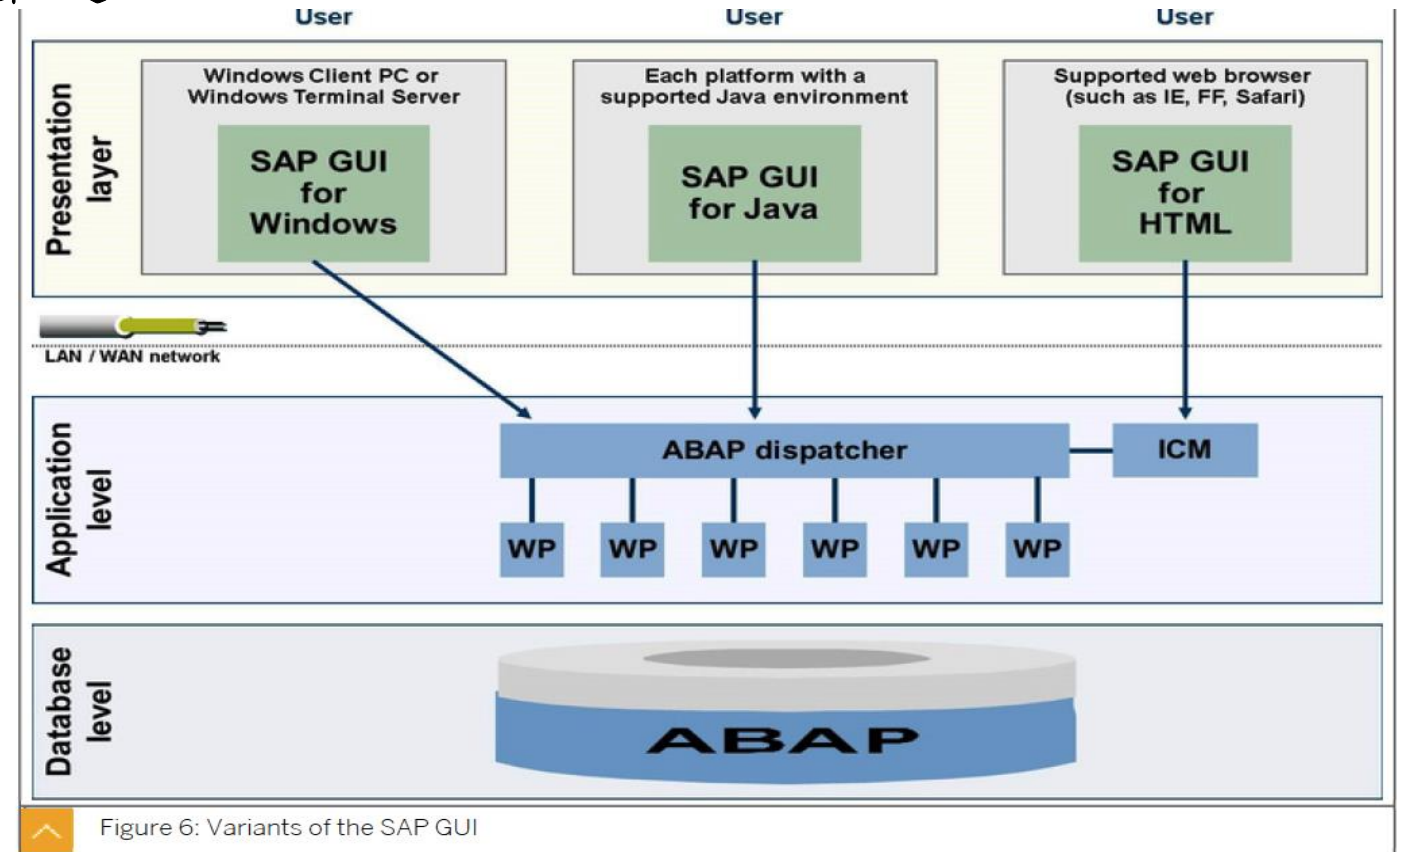 User
User
User
Presentation
layer
Windows Client PC or
Windows Terminal Server
SAP GUI
for
Windows
Each platform with a
supported Java environment
SAP GUI
for Java
Supported web browser
(such as IE, FF, Safari)
SAP GUI
for
HTML
LAN / WAN network
Application
level
ABAP dispatcher
ICM
WP
WP
WP
WP
WP
WP
Database
level
ABAP
Figure 6: Variants of the SAP GUI